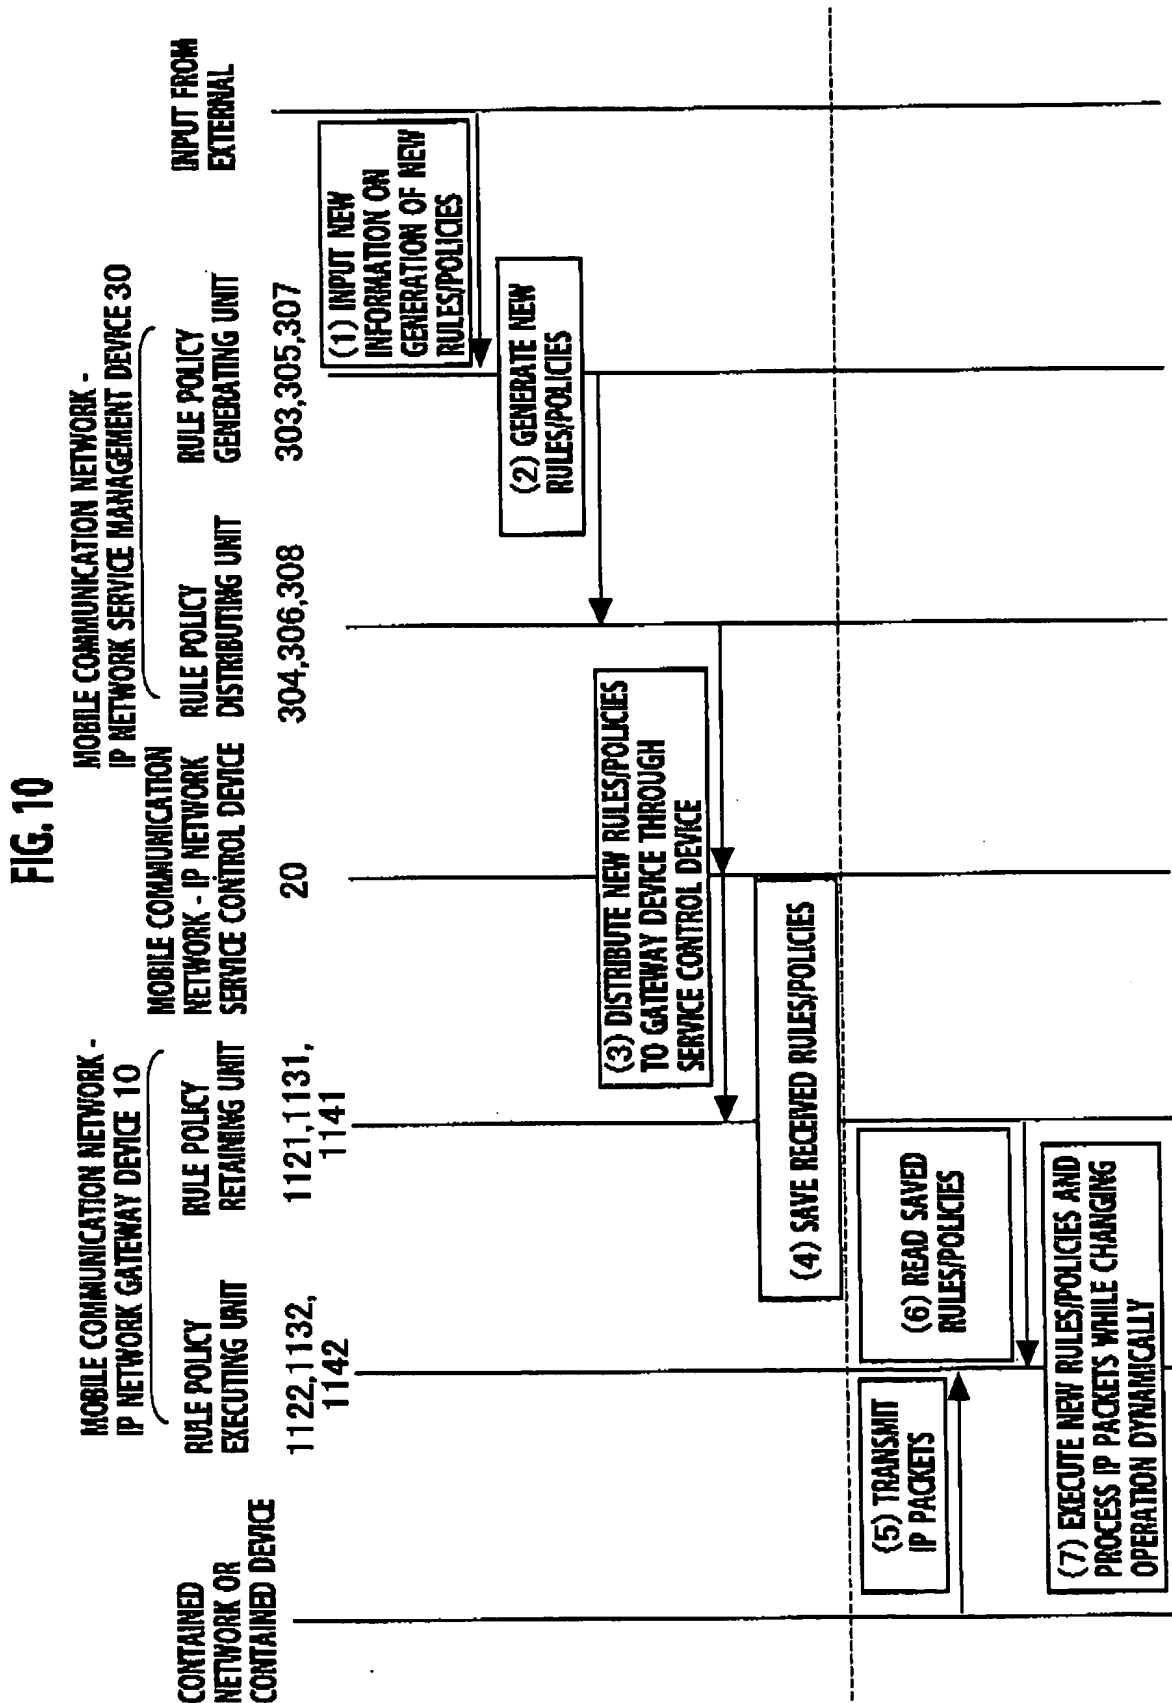 FIG. 10
CONTAINED
NETWORK OR
CONTAINED DEVICE
MOBILE COMMUNICATION NETWORK -
IP NETWORK GATEWAY DEVICE 10
RULE POLICY
EXECUTING UNIT
1122,1132,
1142
RULE POLICY
RETAINING UNIT
1121,1131,
1141
MOBILE COMMUNICATION
NETWORK - IP NETWORK
SERVICE CONTROL DEVICE
20
MOBILE COMMUNICATION NETWORK -
IP NETWORK SERVICE MANAGEMENT DEVICE 30
RULE POLICY
DISTRIBUTING UNIT
304,306,308
RULE POLICY
GENERATING UNIT
303,305,307
INPUT FROM
EXTERNAL
(1) INPUT NEW
INFORMATION ON
GENERATION OF NEW
RULES/POLICIES
(2) GENERATE NEW
RULES/POLICIES
(3) DISTRIBUTE NEW RULES/POLICIES
TO GATEWAY DEVICE THROUGH
SERVICE CONTROL DEVICE
(4) SAVE RECEIVED RULES/POLICIES
(5) TRANSMIT
IP PACKETS
(6) READ SAVED
RULES/POLICIES
(7) EXECUTE NEW RULES/POLICIES AND
PROCESS IP PACKETS WHILE CHANGING
OPERATION DYNAMICALLY